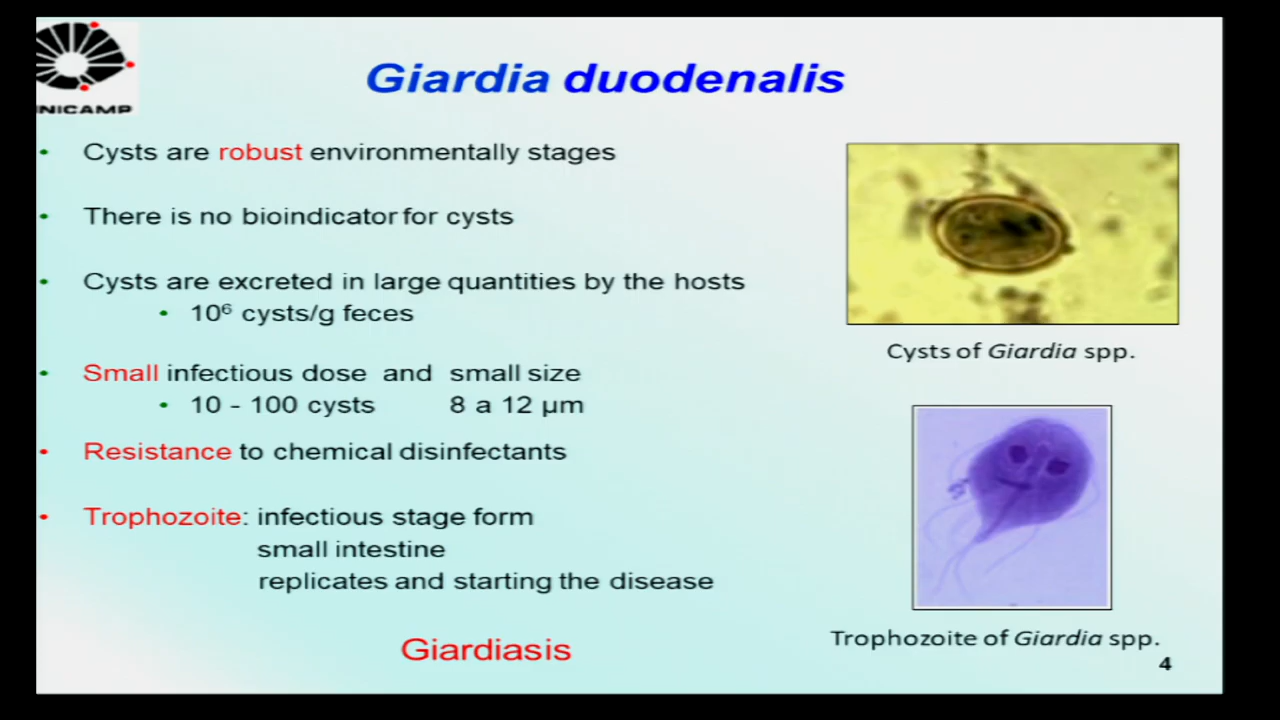 Giardia duodenalis
NICAMP
Cysts are robust environmentally stages
There is no bioindicator for cysts
Cysts are excreted in large quantities by the hosts
10⁶ cysts/g feces
Small infectious dose and small size
10 - 100 cysts 8 a 12 µm
Resistance to chemical disinfectants
Trophozoite: infectious stage form
small intestine
replicates and starting the disease
Giardiasis
Cysts of Giardia spp.
Trophozoite of Giardia spp.
4